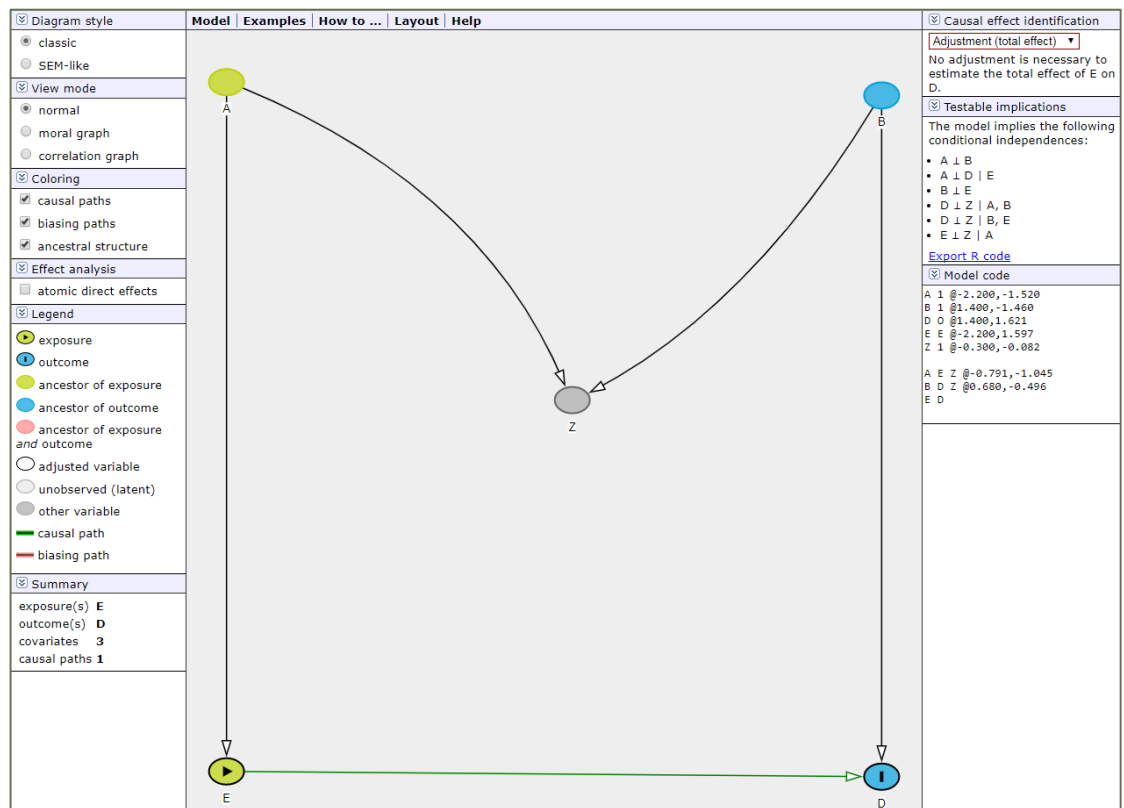 Diagram style
classic
SEM-like
View mode
normal
moral graph
correlation graph
Coloring
causal paths
biasing paths
ancestral structure
Effect analysis
atomic direct effects
Legend
exposure
outcome
ancestor of exposure
ancestor of outcome
ancestor of exposure
and outcome
adjusted variable
unobserved (latent)
other variable
causal path
biasing path
Summary
exposure(s) E
outcome(s) D
covariates 3
causal paths 1
Model | Examples | How to ... | Layout | Help
A
B
Z
E
D
Causal effect identification
Adjustment (total effect)
No adjustment is necessary to
estimate the total effect of E on
D.
Testable implications
The model implies the following
conditional independences:
• A ⊥ B
• A ⊥ D | E
• B ⊥ E
• D ⊥ Z | A, B
• D ⊥ Z | B, E
• E ⊥ Z | A
Export R code
Model code
A 1 @-2.200,-1.520
B 1 @1.400,-1.460
D O @1.400,1.621
E E @-2.200,1.597
Z 1 @-0.300,-0.082
A E Z @-0.791,-1.045
B D Z @0.680,-0.496
E D